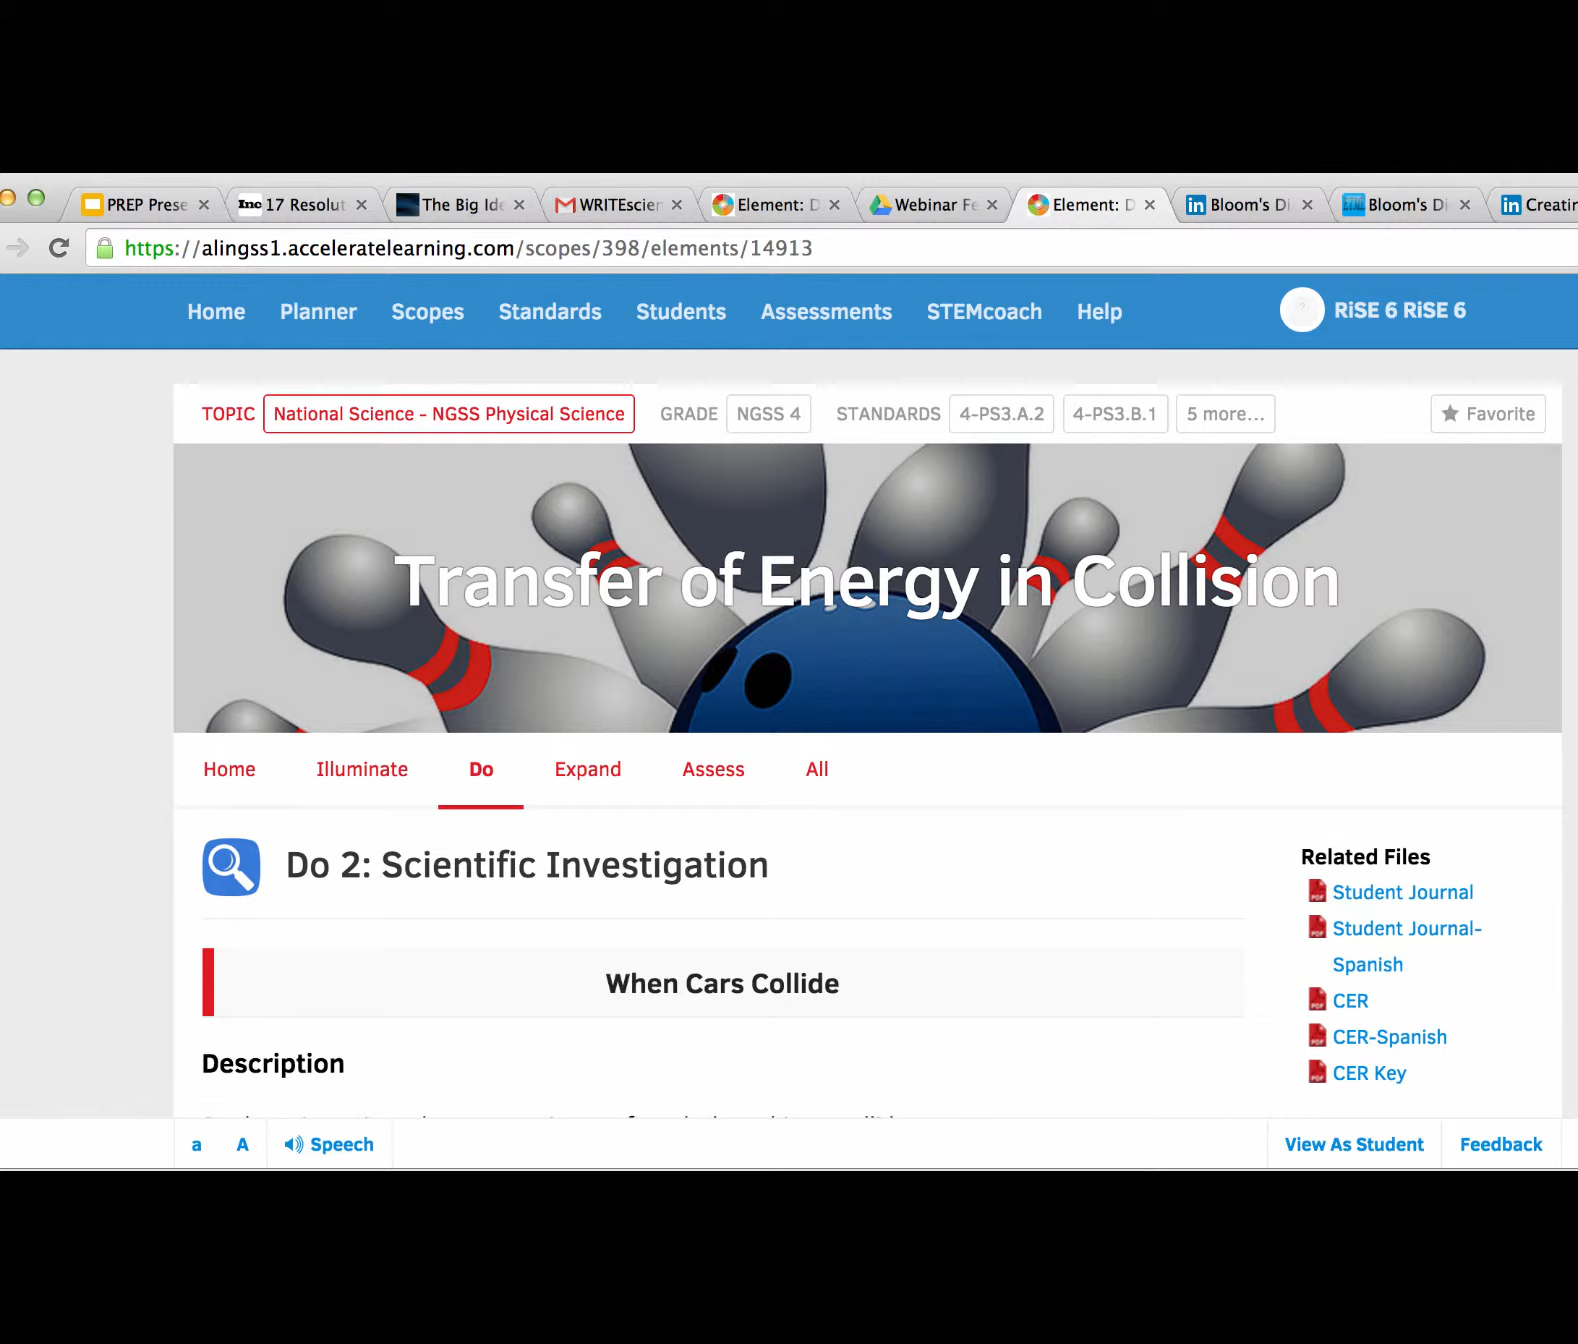 PREP Prese
Inc 17 Resolut
The Big Ide
WRITEscien
Element: D
Webinar Fe
Element: D
in Bloom's Di
Bloom's Di
in Creatin
https://alingss1.acceleratelearning.com/scopes/398/elements/14913
Home Planner Scopes Standards Students Assessments STEMcoach Help RiSE 6 RiSE 6
TOPIC National Science - NGSS Physical Science GRADE NGSS 4 STANDARDS 4-PS3.A.2 4-PS3.B.1 5 more... Favorite
Transfer of Energy in Collision
Home Illuminate Do Expand Assess All
Do 2: Scientific Investigation
When Cars Collide
Description
Related Files
Student Journal
Student Journal-
Spanish
CER
CER-Spanish
CER Key
a A Speech View As Student Feedback